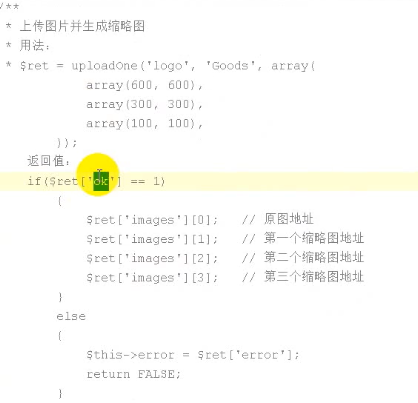 /**
* 上传图片并生成缩略图
* 用法：
* $ret = uploadOne('logo', 'Goods', array(
array(600, 600),
array(300, 300),
array(100, 100),
));
返回值：
if($ret['ok'] == 1)
{
$ret['images'][0];   // 原图地址
$ret['images'][1];   // 第一个缩略图地址
$ret['images'][2];   // 第二个缩略图地址
$ret['images'][3];   // 第三个缩略图地址
}
else
{
$this->error = $ret['error'];
return FALSE;
}